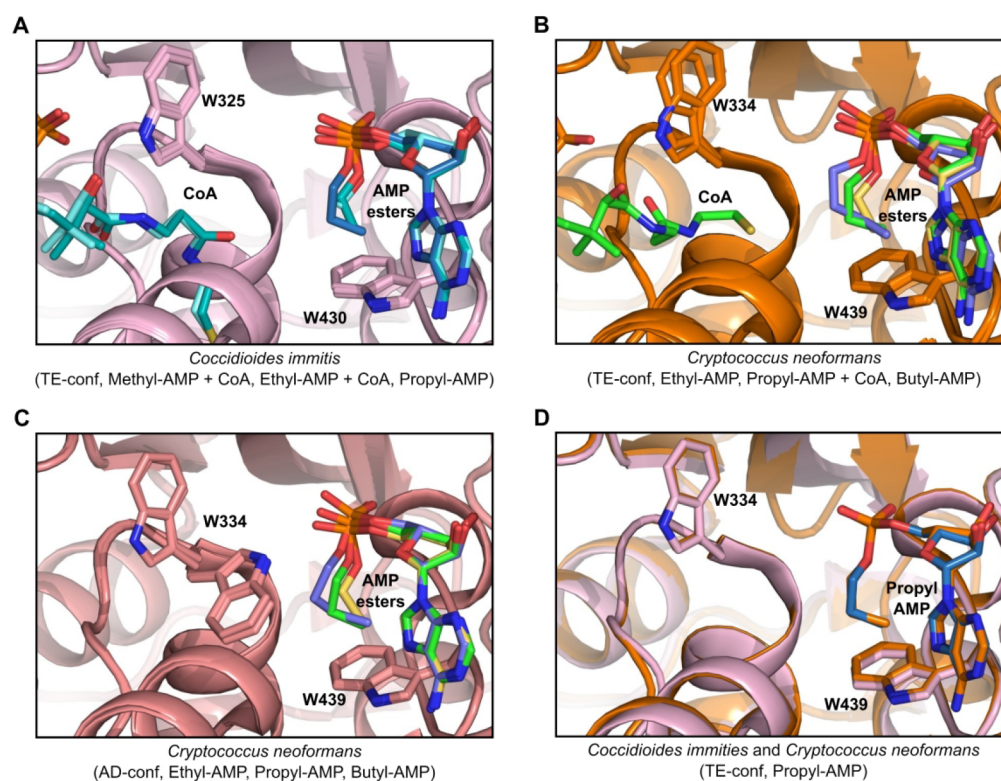 A
W325
CoA
AMP
esters
W430
Coccidioides immitis
(TE-conf, Methyl-AMP + CoA, Ethyl-AMP + CoA, Propyl-AMP)
B
W334
CoA
AMP
esters
W439
Cryptococcus neoformans
(TE-conf, Ethyl-AMP, Propyl-AMP + CoA, Butyl-AMP)
C
W334
AMP
esters
W439
Cryptococcus neoformans
(AD-conf, Ethyl-AMP, Propyl-AMP, Butyl-AMP)
D
W334
Propyl
AMP
W439
Coccidioides immities and Cryptococcus neoformans
(TE-conf, Propyl-AMP)